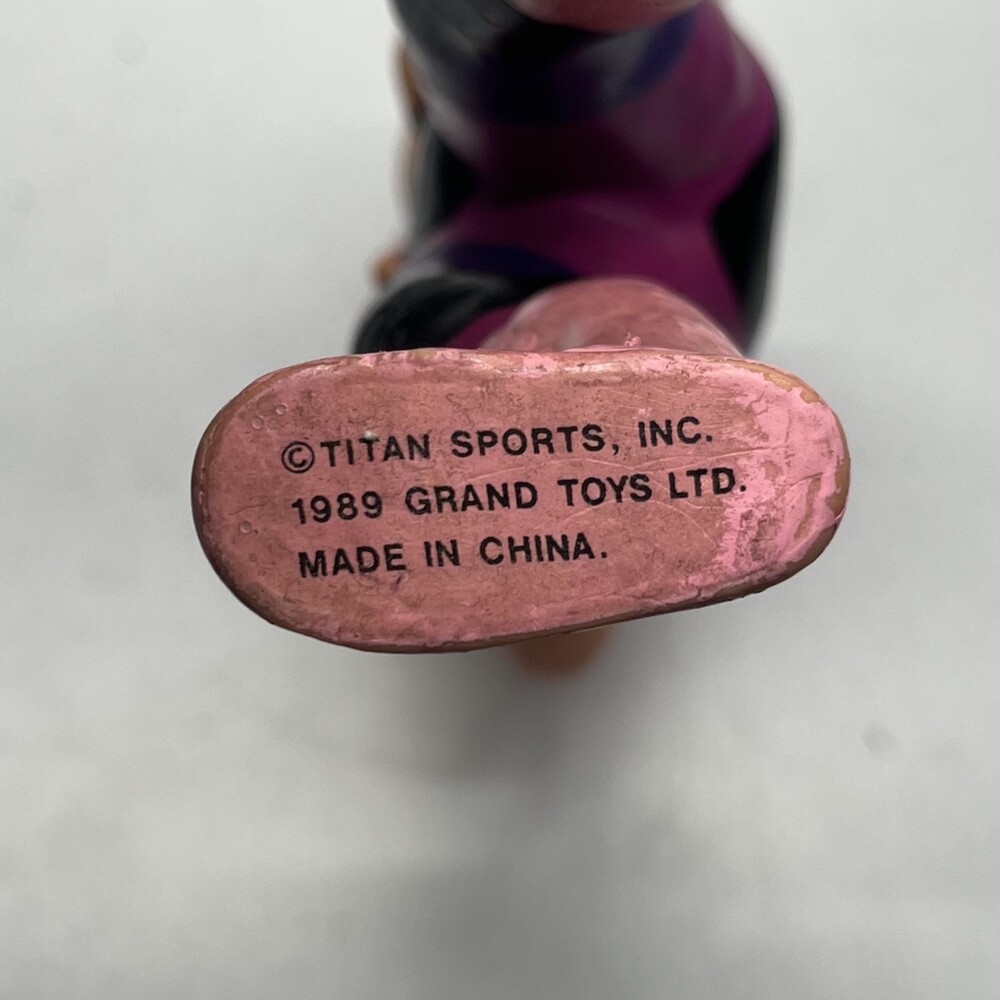 ©TITAN SPORTS, INC.
1989 GRAND TOYS LTD.
MADE IN CHINA.